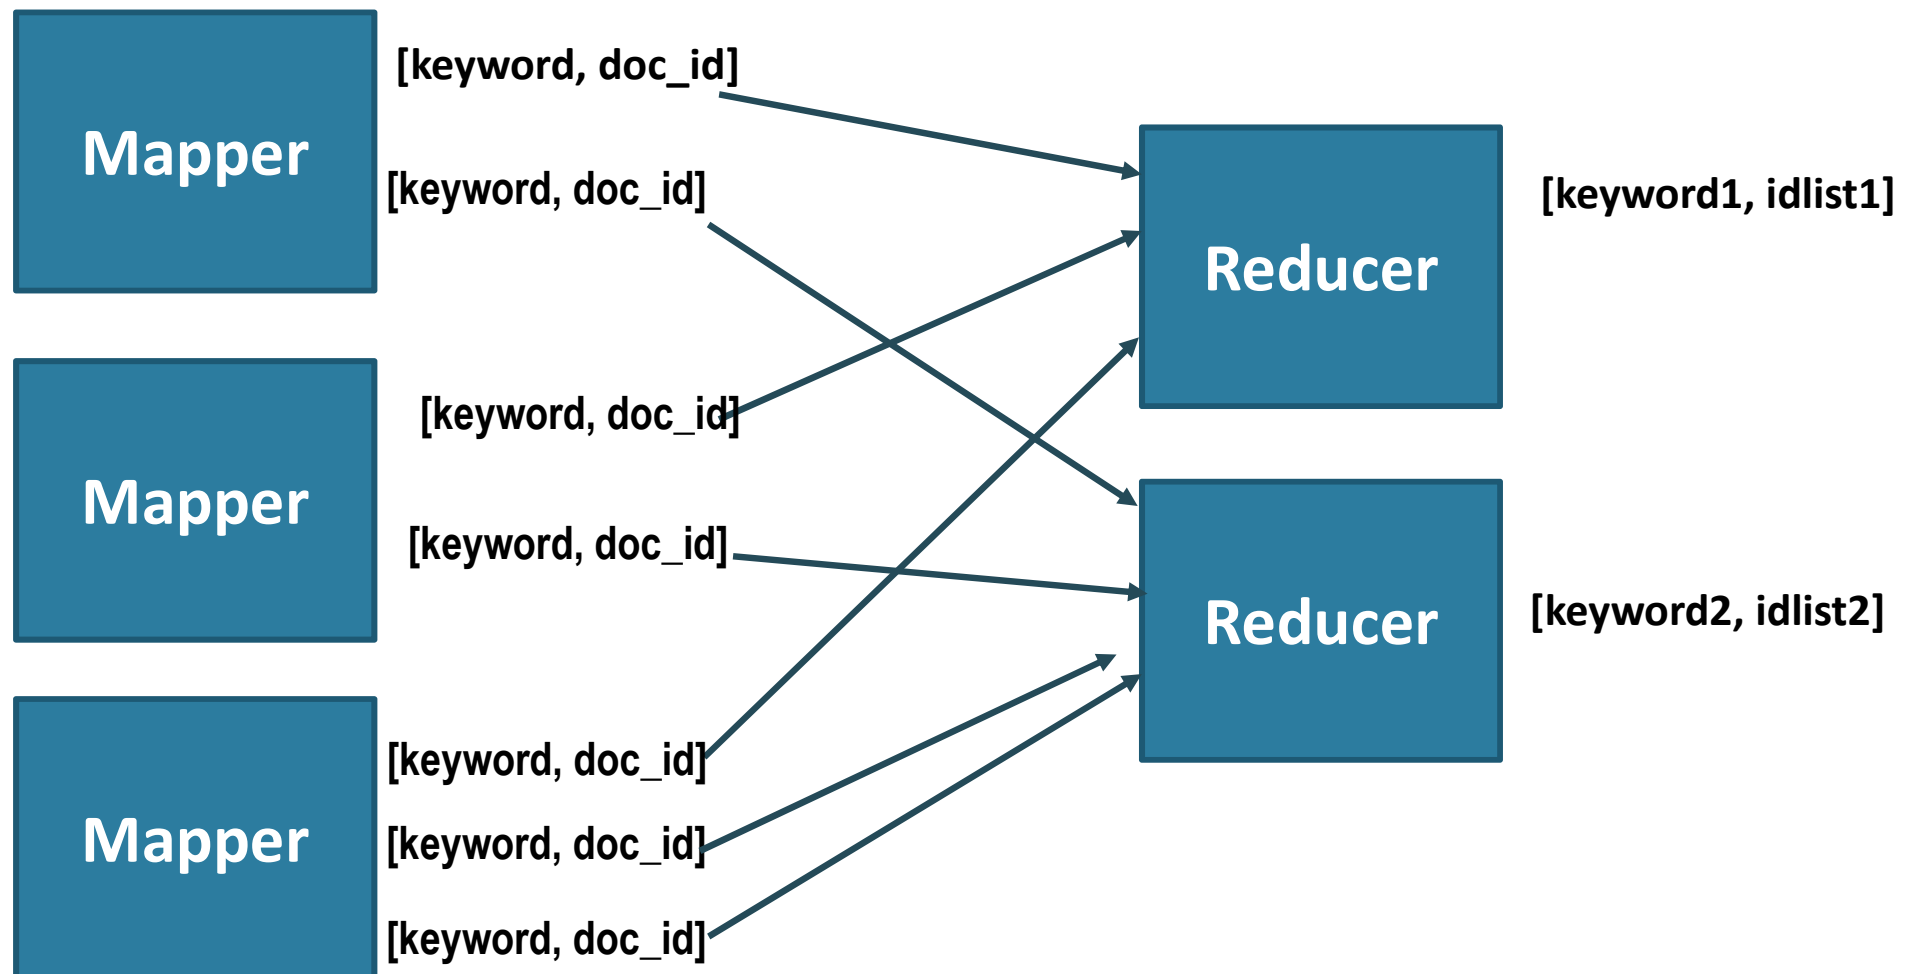 Mapper
[keyword, doc_id]
[keyword, doc_id]
Mapper
[keyword, doc_id]
[keyword, doc_id]
Mapper
[keyword, doc_id]
[keyword, doc_id]
[keyword, doc_id]
Reducer
[keyword1, idlist1]
Reducer
[keyword2, idlist2]